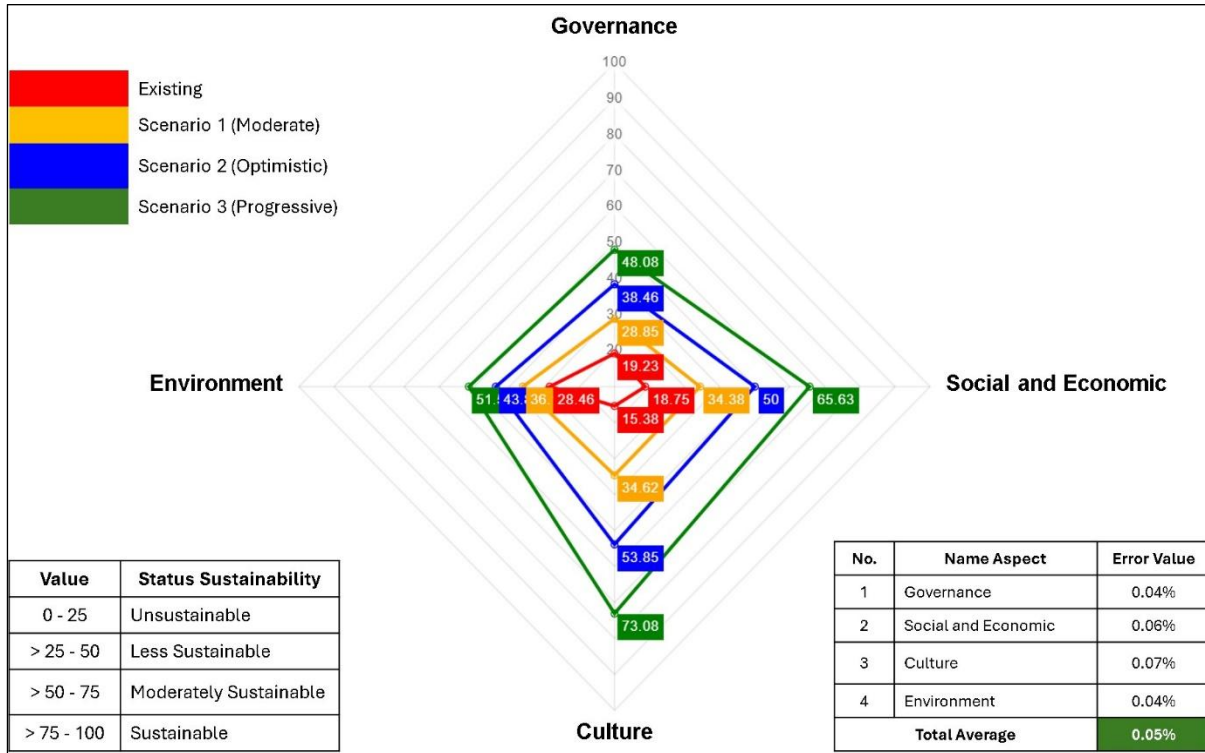 Governance
Existing
Scenario 1 (Moderate)
Scenario 2 (Optimistic)
Scenario 3 (Progressive)
100
90
80
70
60
50
40
30
20
48.08
38.46
28.85
19.23
Environment
Social and Economic
51.5
43.8
36
28.46
18.75
34.38
50
65.63
15.38
34.62
53.85
73.08
Culture
Value Status Sustainability
0 - 25 Unsustainable
> 25 - 50 Less Sustainable
> 50 - 75 Moderately Sustainable
> 75 - 100 Sustainable
No. Name Aspect Error Value
1 Governance 0.04%
2 Social and Economic 0.06%
3 Culture 0.07%
4 Environment 0.04%
Total Average 0.05%